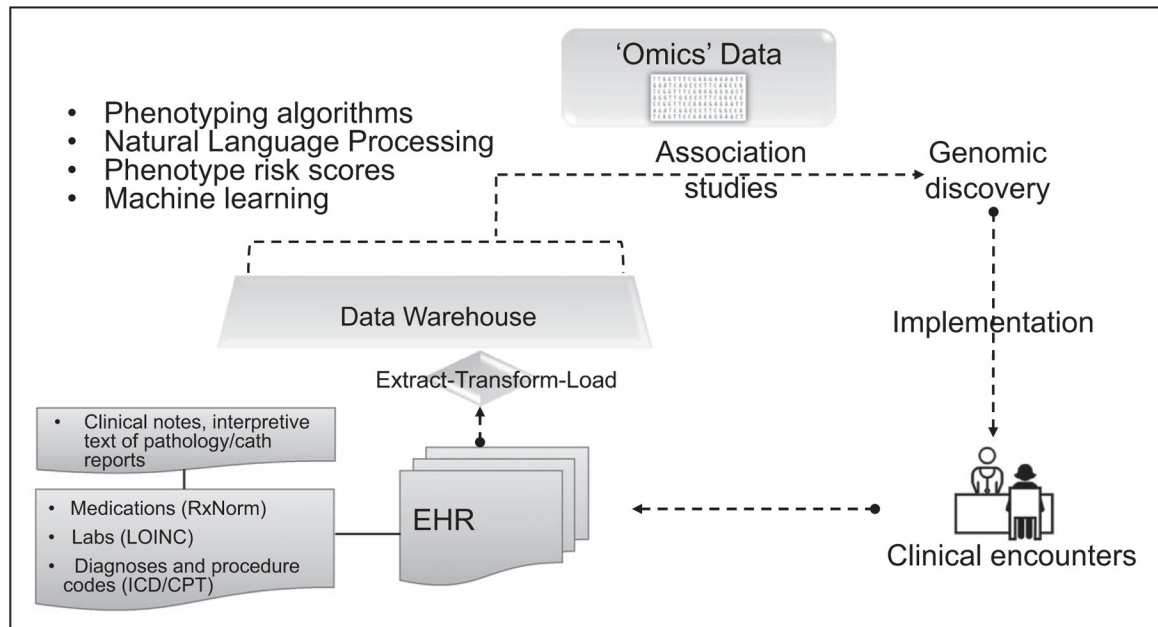 ‘Omics’ Data
• Phenotyping algorithms
• Natural Language Processing
• Phenotype risk scores
• Machine learning
Association
studies
Genomic
discovery
Data Warehouse
Implementation
Extract-Transform-Load
• Clinical notes, interpretive
text of pathology/cath
reports
• Medications (RxNorm)
• Labs (LOINC)
• Diagnoses and procedure
codes (ICD/CPT)
EHR
Clinical encounters